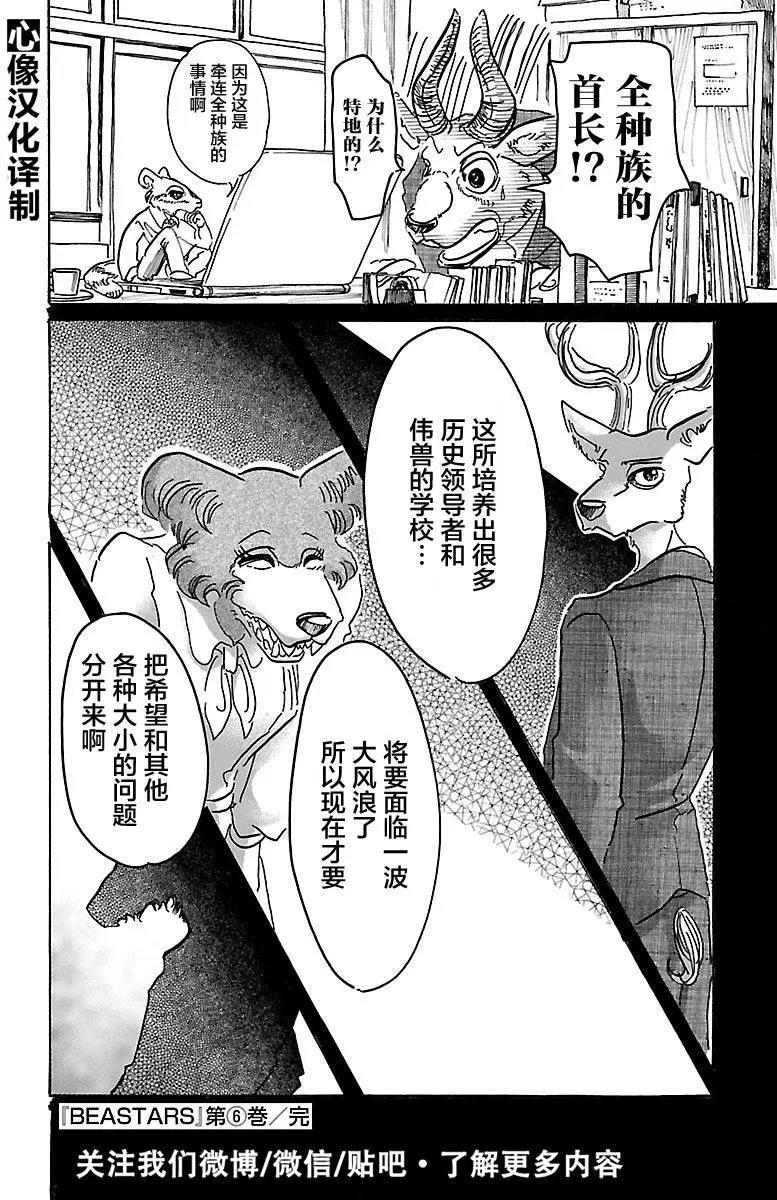 心像汉化译制
全种族的
首长!?
为什么
特地的!?
因为这是
牵连全种族的
事情啊
这所培养出很多
历史领导者和
伟兽的学校…
将要面临一波
大风浪了
所以现在才要
把希望和其他
各种大小的问题
分开来啊
『BEASTARS』第⑥巻／完
关注我们微博/微信/贴吧·了解更多内容